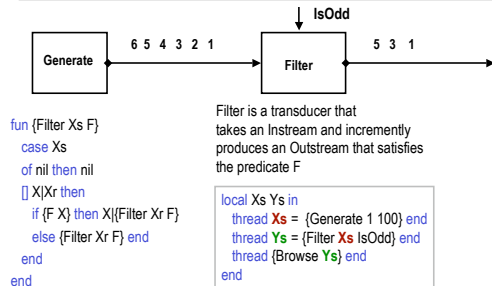 IsOdd
6 5 4 3 2 1
5 3 1
Generate
Filter
fun {Filter Xs F}
case Xs
of nil then nil
[] X|Xr then
if {F X} then X|{Filter Xr F}
else {Filter Xr F} end
end
end
Filter is a transducer that
takes an Instream and incremently
produces an Outstream that satisfies
the predicate F
local Xs Ys in
thread Xs = {Generate 1 100} end
thread Ys = {Filter Xs IsOdd} end
thread {Browse Ys} end
end